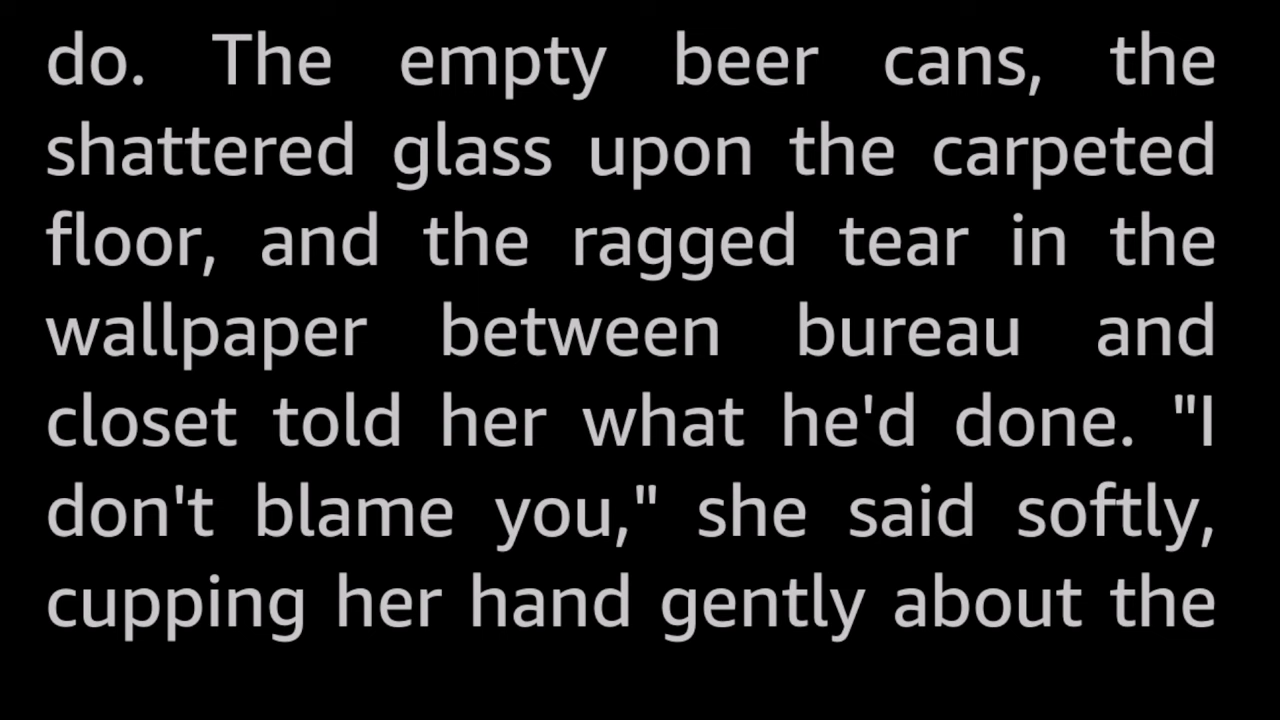 do. The empty beer cans, the
shattered glass upon the carpeted
floor, and the ragged tear in the
wallpaper between bureau and
closet told her what he'd done. "I
don't blame you," she said softly,
cupping her hand gently about the